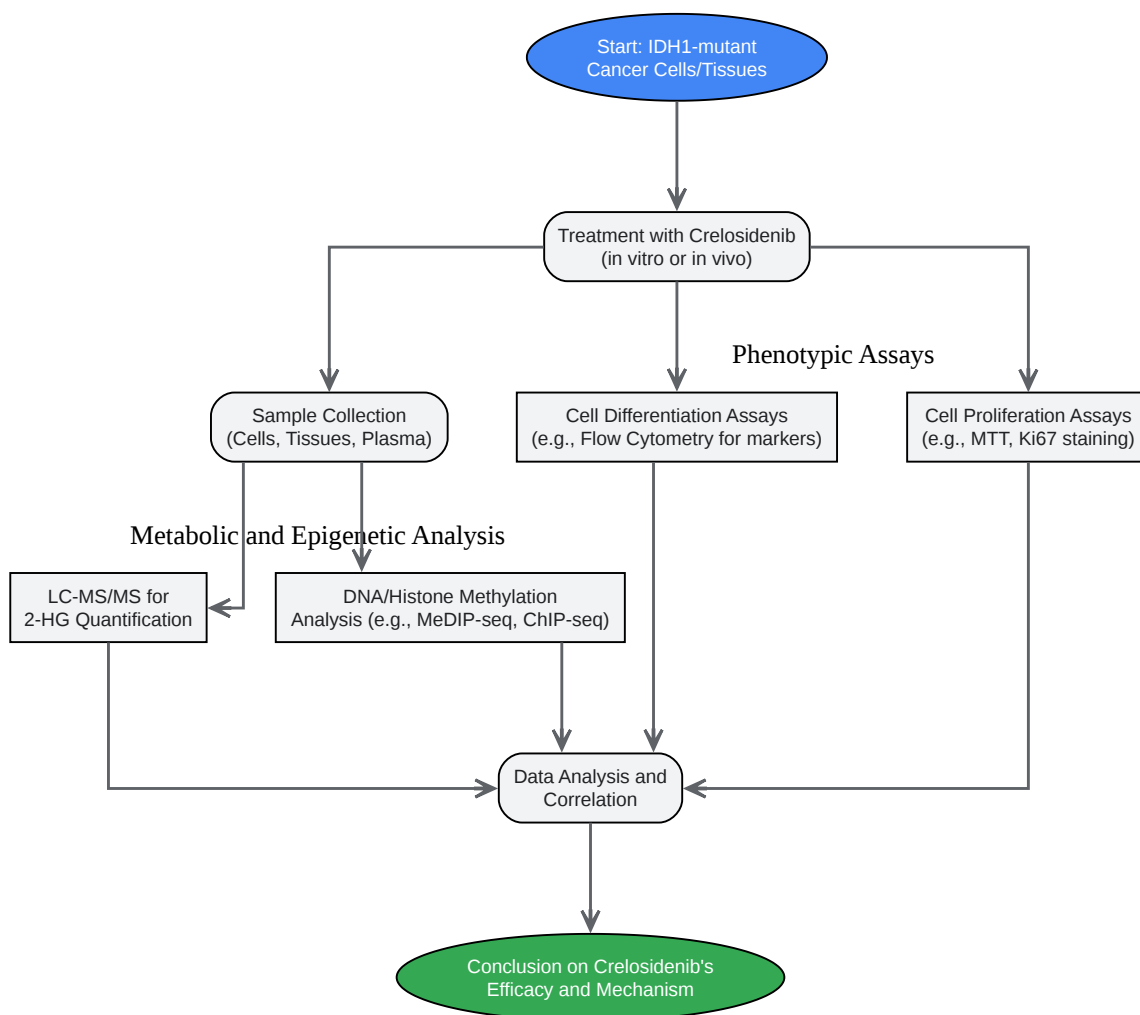 Start: IDH1-mutant
Cancer Cells/Tissues
Treatment with Crelosidenib
(in vitro or in vivo)
Phenotypic Assays
Sample Collection
(Cells, Tissues, Plasma)
Cell Differentiation Assays
(e.g., Flow Cytometry for markers)
Cell Proliferation Assays
(e.g., MTT, Ki67 staining)
Metabolic and Epigenetic Analysis
LC-MS/MS for
2-HG Quantification
DNA/Histone Methylation
Analysis (e.g., MeDIP-seq, ChIP-seq)
Data Analysis and
Correlation
Conclusion on Crelosidenib's
Efficacy and Mechanism